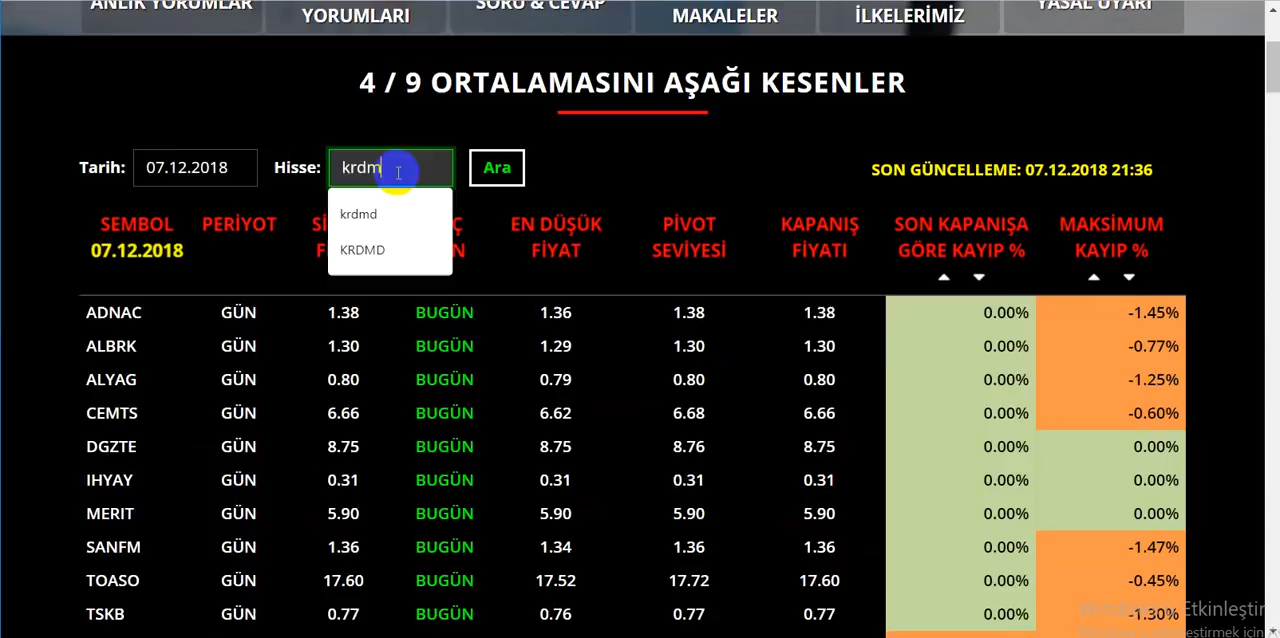 ANLIK YORUMLAR
YORUMLARI
SORU & CEVAP
MAKALELER
İLKELERİMİZ
YASAL UYARI
4 / 9 ORTALAMASINI AŞAĞI KESENLER
Tarih: 07.12.2018 Hisse: krdm Ara
SON GÜNCELLEME: 07.12.2018 21:36
krdmd
KRDMD
SEMBOL PERİYOT EN DÜŞÜK PİVOT KAPANIŞ SON KAPANIŞA MAKSİMUM
07.12.2018 FİYAT SEVİYESİ FİYATI GÖRE KAYIP % KAYIP %
ADNAC GÜN 1.38 BUGÜN 1.36 1.38 1.38 0.00% -1.45%
ALBRK GÜN 1.30 BUGÜN 1.29 1.30 1.30 0.00% -0.77%
ALYAG GÜN 0.80 BUGÜN 0.79 0.80 0.80 0.00% -1.25%
CEMTS GÜN 6.66 BUGÜN 6.62 6.68 6.66 0.00% -0.60%
DGZTE GÜN 8.75 BUGÜN 8.75 8.76 8.75 0.00% 0.00%
IHYAY GÜN 0.31 BUGÜN 0.31 0.31 0.31 0.00% 0.00%
MERIT GÜN 5.90 BUGÜN 5.90 5.90 5.90 0.00% 0.00%
SANFM GÜN 1.36 BUGÜN 1.34 1.36 1.36 0.00% -1.47%
TOASO GÜN 17.60 BUGÜN 17.52 17.72 17.60 0.00% -0.45%
TSKB GÜN 0.77 BUGÜN 0.76 0.77 0.77 0.00% -1.30%